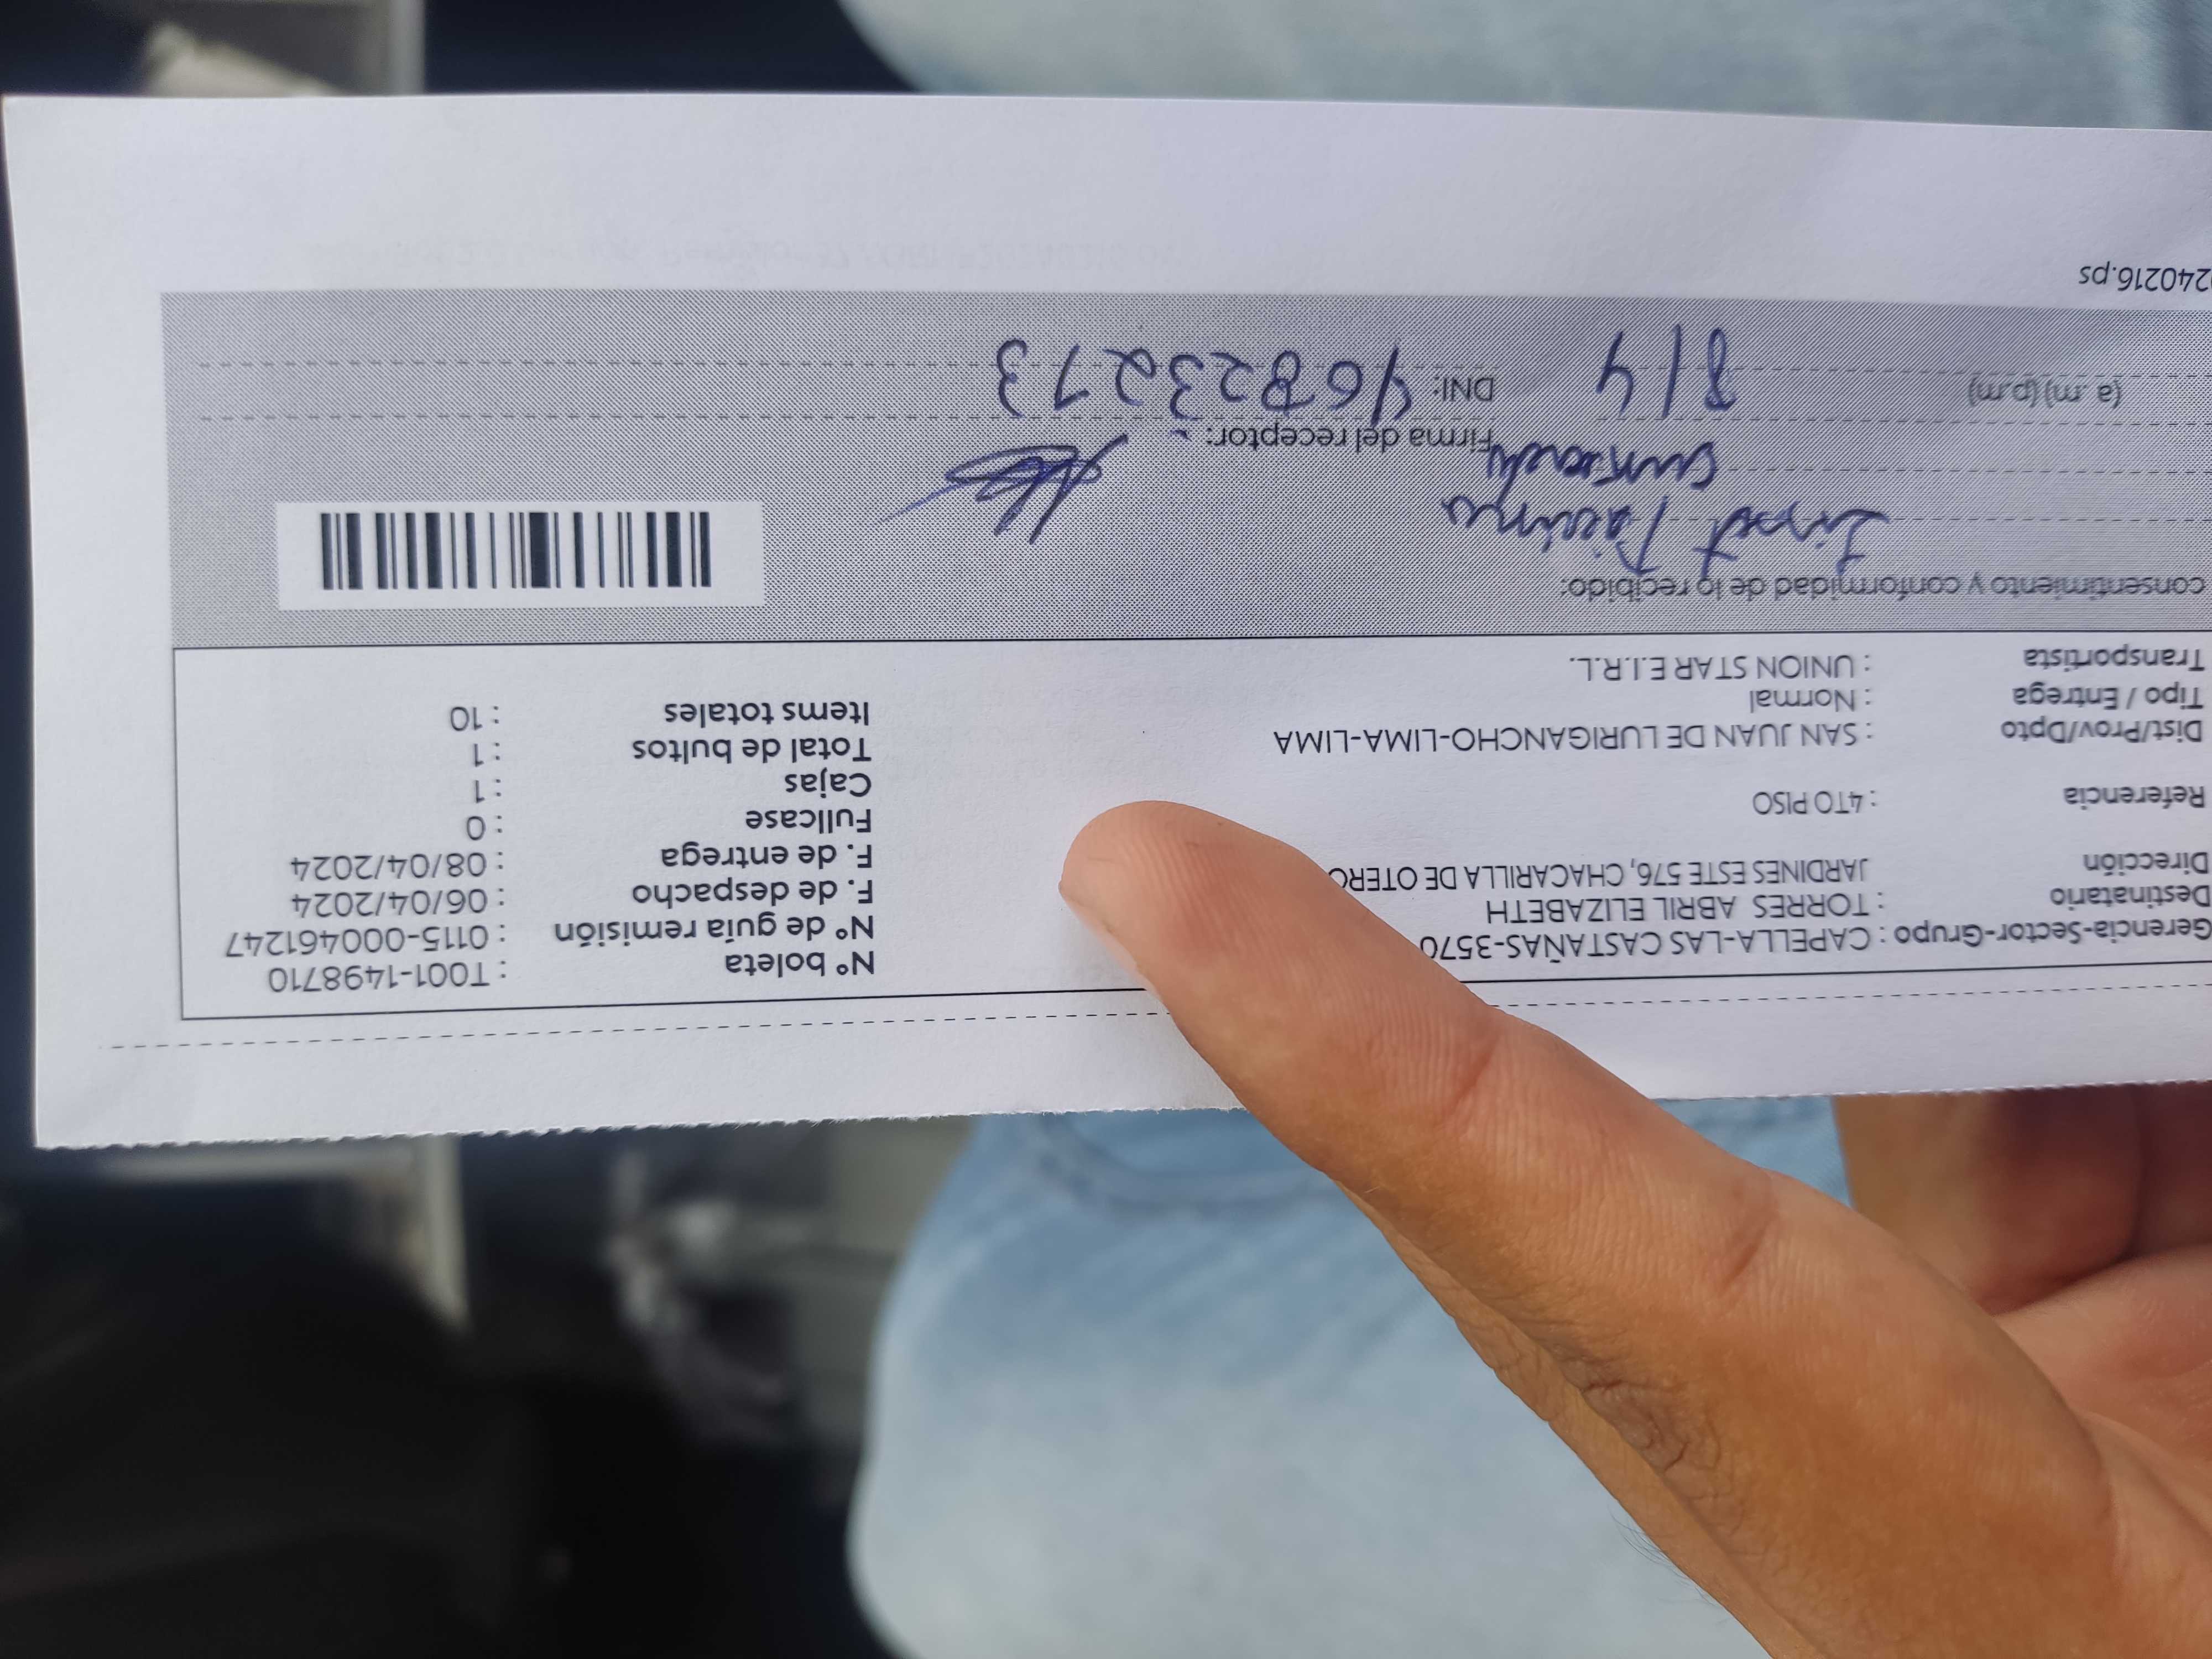 Gerencia-Sector-Grupo : CAPELLA-LAS CASTAÑAS-3570
Destinatario : TORRES ABRIL ELIZABETH
Dirección JARDINES ESTE 576, CHACARILLA DE OTERO
Referencia : 4TO PISO
Dist/Prov/Dpto : SAN JUAN DE LURIGANCHO-LIMA-LIMA
Tipo / Entrega : Normal
Transportista : UNION STAR E.I.R.L.
N° boleta : T001-1498710
N° de guía remisión : 0115-000461247
F. de despacho : 06/04/2024
F. de entrega : 08/04/2024
Fullcase : 0
Cajas : 1
Total de bultos : 1
Items totales : 10
consentimiento y conformidad de lo recibido:
Firma del receptor:
(a .m) (p.m) 8/4 DNI: 46823273
240216.ps